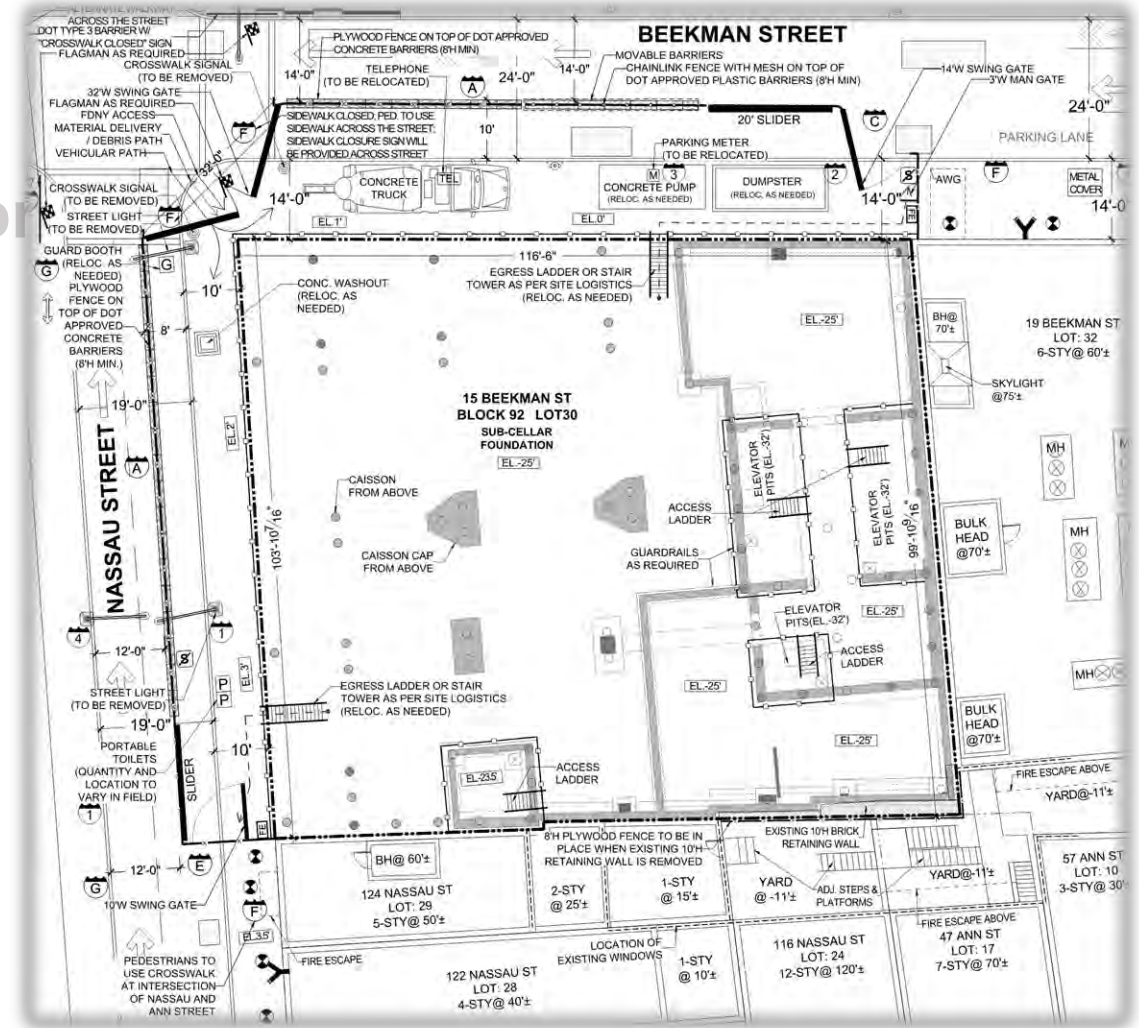 ACROSS THE STREET
DOT TYPE 3 BARRIER W/
"CROSSWALK CLOSED" SIGN
FLAGMAN AS REQUIRED
CROSSWALK SIGNAL
(TO BE REMOVED)
32'W SWING GATE
FLAGMAN AS REQUIRED
FDNY ACCESS
MATERIAL DELIVERY
/ DEBRIS PATH
VEHICULAR PATH
CROSSWALK SIGNAL
(TO BE REMOVED)
STREET LIGHT
(TO BE REMOVED)
GUARD BOOTH
(RELOC. AS
NEEDED)
PLYWOOD
FENCE ON
TOP OF DOT
APPROVED
CONCRETE
BARRIERS
(8'H MIN.)
BEEKMAN STREET
PLYWOOD FENCE ON TOP OF DOT APPROVED
CONCRETE BARRIERS (8'H MIN)
MOVABLE BARRIERS
CHAINLINK FENCE WITH MESH ON TOP OF
DOT APPROVED PLASTIC BARRIERS (8'H MIN)
14'W SWING GATE
3'W MAN GATE
14'-0"
TELEPHONE
(TO BE RELOCATED)
24'-0"
14'-0"
24'-0"
A
F
C
SIDEWALK CLOSED, PED. TO USE
SIDEWALK ACROSS THE STREET;
SIDEWALK CLOSURE SIGN WILL
BE PROVIDED ACROSS STREET
10'
20' SLIDER
PARKING LANE
PARKING METER
(TO BE RELOCATED)
32'-0"
14'-0"
CONCRETE
TRUCK
TEL
M
3
CONCRETE PUMP
(RELOC. AS NEEDED)
DUMPSTER
(RELOC. AS NEEDED)
2
14'-0"
S
FE
AWG
F
METAL
COVER
14'-0
F
EL.1'
EL.0'
G
G
10'
8'
116'-6"
EGRESS LADDER OR STAIR
TOWER AS PER SITE LOGISTICS
(RELOC. AS NEEDED)
CONC. WASHOUT
(RELOC. AS
NEEDED)
EL.-25'
BH@
70'±
19 BEEKMAN ST
LOT: 32
6-STY@ 60'±
SKYLIGHT
@75'±
15 BEEKMAN ST
BLOCK 92 LOT30
SUB-CELLAR
FOUNDATION
EL.-25'
19'-0"
EL.2'
NASSAU STREET
A
CAISSON
FROM ABOVE
CAISSON CAP
FROM ABOVE
103'-10 7/16"
ACCESS
LADDER
ELEVATOR
PITS (EL.-32')
ELEVATOR
PITS (EL.-32')
99'-10 9/16"
GUARDRAILS
AS REQUIRED
MH
BULK
HEAD
@70'±
MH
ELEVATOR
PITS(EL.-32')
EL.-25'
ACCESS
LADDER
4
1
12'-0"
S
P
P
EL.3'
STREET LIGHT
(TO BE REMOVED)
19'-0"
10'
EGRESS LADDER OR STAIR
TOWER AS PER SITE LOGISTICS
(RELOC. AS NEEDED)
EL.-25'
MH
BULK
HEAD
@70'±
EL.-25'
PORTABLE
TOILETS
(QUANTITY AND
LOCATION TO
VARY IN FIELD)
SLIDER
1
ACCESS
LADDER
FE
FIRE ESCAPE ABOVE
YARD@-11'±
8'H PLYWOOD FENCE TO BE IN
PLACE WHEN EXISTING 10'H
RETAINING WALL IS REMOVED
EXISTING 10'H BRICK
RETAINING WALL
E
G
12'-0"
10'W SWING GATE
F
BH@ 60'±
124 NASSAU ST
LOT: 29
5-STY@ 50'±
2-STY
@ 25'±
1-STY
@ 15'±
YARD
@ -11'±
ADJ. STEPS &
PLATFORMS
YARD@-11'±
57 ANN ST
LOT: 10
3-STY@ 30'
FIRE ESCAPE ABOVE
PEDESTRIANS TO
USE CROSSWALK
AT INTERSECTION
OF NASSAU AND
ANN STREET
FIRE ESCAPE
122 NASSAU ST
LOT: 28
4-STY@ 40'±
LOCATION OF
EXISTING WINDOWS
1-STY
@ 10'±
116 NASSAU ST
LOT: 24
12-STY@ 120'±
47 ANN ST
LOT: 17
7-STY@ 70'±